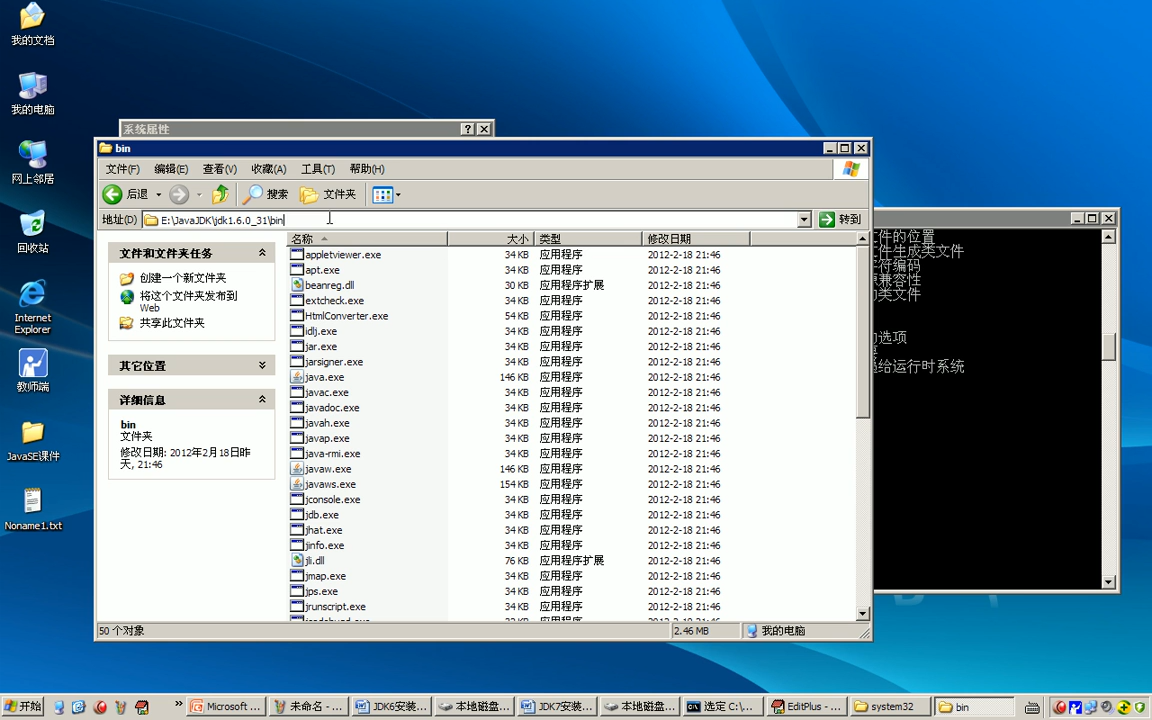 我的文档
我的电脑
网上邻居
回收站
Internet
Explorer
教师端
JavaSE课件
Noname1.txt
系统属性
bin
文件(F) 编辑(E) 查看(V) 收藏(A) 工具(T) 帮助(H)
后退 搜索 文件夹
地址(D) E:\JavaJDK\jdk1.6.0_31\bin 转到
文件和文件夹任务
创建一个新文件夹
将这个文件夹发布到
Web
共享此文件夹
其它位置
详细信息
bin
文件夹
修改日期: 2012年2月18日昨
天, 21:46
名称 大小 类型 修改日期
appletviewer.exe 34 KB 应用程序 2012-2-18 21:46
apt.exe 34 KB 应用程序 2012-2-18 21:46
beanreg.dll 30 KB 应用程序扩展 2012-2-18 21:46
extcheck.exe 34 KB 应用程序 2012-2-18 21:46
HtmlConverter.exe 54 KB 应用程序 2012-2-18 21:46
idlj.exe 34 KB 应用程序 2012-2-18 21:46
jar.exe 34 KB 应用程序 2012-2-18 21:46
jarsigner.exe 34 KB 应用程序 2012-2-18 21:46
java.exe 146 KB 应用程序 2012-2-18 21:46
javac.exe 34 KB 应用程序 2012-2-18 21:46
javadoc.exe 34 KB 应用程序 2012-2-18 21:46
javah.exe 34 KB 应用程序 2012-2-18 21:46
javap.exe 34 KB 应用程序 2012-2-18 21:46
java-rmi.exe 34 KB 应用程序 2012-2-18 21:46
javaw.exe 146 KB 应用程序 2012-2-18 21:46
javaws.exe 154 KB 应用程序 2012-2-18 21:46
jconsole.exe 34 KB 应用程序 2012-2-18 21:46
jdb.exe 34 KB 应用程序 2012-2-18 21:46
jhat.exe 34 KB 应用程序 2012-2-18 21:46
jinfo.exe 34 KB 应用程序 2012-2-18 21:46
jli.dll 76 KB 应用程序扩展 2012-2-18 21:46
jmap.exe 34 KB 应用程序 2012-2-18 21:46
jps.exe 34 KB 应用程序 2012-2-18 21:46
jrunscript.exe 34 KB 应用程序 2012-2-18 21:46
50 个对象 2.46 MB 我的电脑
文件的位置
文件生成类文件
字符编码
兼容性
类文件
选项
给运行时系统
开始 » Microsoft ... 未命名 - ... JDK6安装... 本地磁盘... JDK7安装... 本地磁盘... 选定 C:\... EditPlus - ... system32 bin